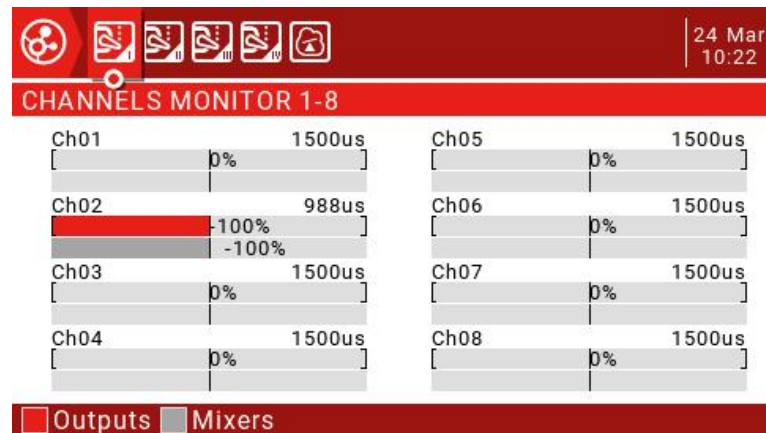 24 Mar
10:22
CHANNELS MONITOR 1-8
Ch01 1500us
[ 0% ]
Ch02 988us
[ -100% ]
-100%
Ch03 1500us
[ 0% ]
Ch04 1500us
[ 0% ]
Ch05 1500us
[ 0% ]
Ch06 1500us
[ 0% ]
Ch07 1500us
[ 0% ]
Ch08 1500us
[ 0% ]
Outputs Mixers